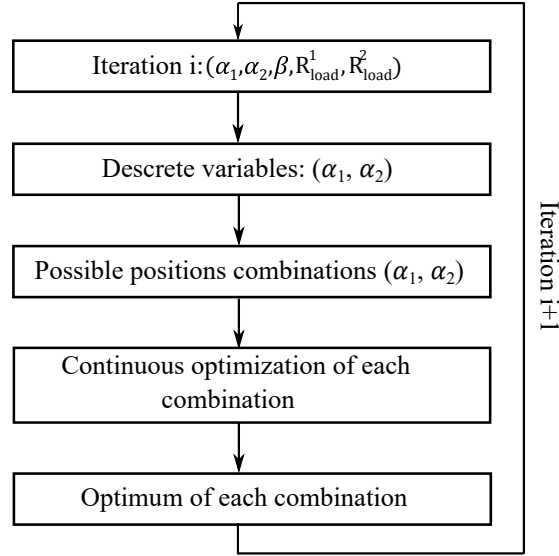 Iteration i:(α₁,α₂,β,R¹load,R²load)
Descrete variables: (α₁, α₂)
Possible positions combinations (α₁, α₂)
Continuous optimization of each
combination
Optimum of each combination
Iteration i+1